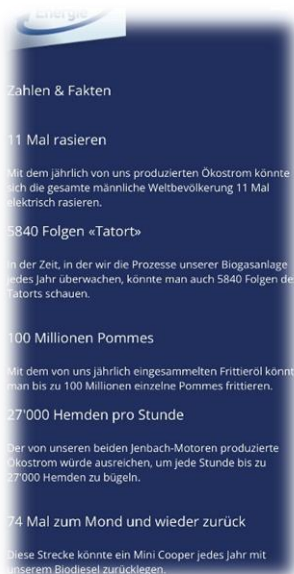 Energie
Zahlen & Fakten
11 Mal rasieren
Mit dem jährlich von uns produzierten Ökostrom könnte
sich die gesamte männliche Weltbevölkerung 11 Mal
elektrisch rasieren.
5840 Folgen «Tatort»
In der Zeit, in der wir die Prozesse unserer Biogasanlage
jedes Jahr überwachen, könnte man auch 5840 Folgen de
Tatorts schauen.
100 Millionen Pommes
Mit dem von uns jährlich eingesammelten Frittieröl könnt
man bis zu 100 Millionen einzelne Pommes frittieren.
27'000 Hemden pro Stunde
Der von unseren beiden Jenbach-Motoren produzierte
Ökostrom würde ausreichen, um jede Stunde bis zu
27'000 Hemden zu bügeln.
74 Mal zum Mond und wieder zurück
Diese Strecke könnte ein Mini Cooper jedes Jahr mit
unserem Biodiesel zurücklegen.